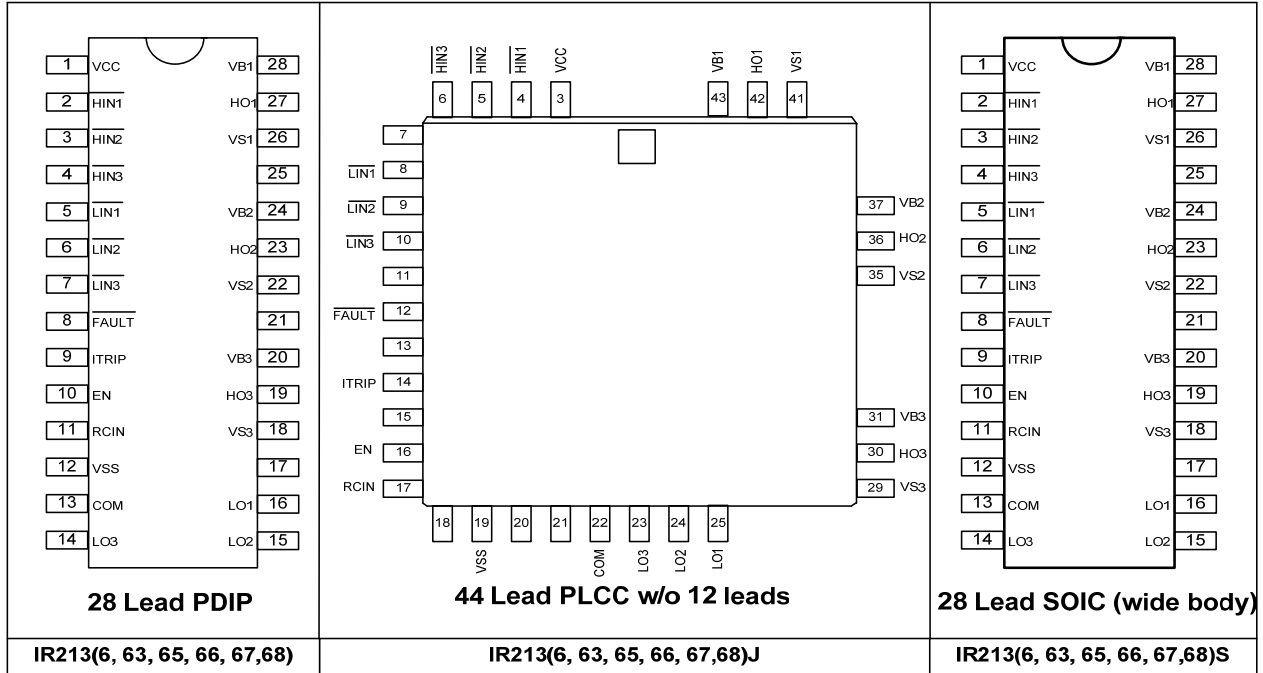 1 VCC VB1 28
2 HIN1 HO1 27
3 HIN2 VS1 26
4 HIN3 25
5 LIN1 VB2 24
6 LIN2 HO2 23
7 LIN3 VS2 22
8 FAULT 21
9 ITRIP VB3 20
10 EN HO3 19
11 RCIN VS3 18
12 VSS 17
13 COM LO1 16
14 LO3 LO2 15
28 Lead PDIP
IR213(6, 63, 65, 66, 67,68)
HIN3 HIN2 HIN1 VCC VB1 HO1 VS1
6 5 4 3 43 42 41
7
LIN1 8
LIN2 9 37 VB2
LIN3 10 36 HO2
11 35 VS2
FAULT 12
13
ITRIP 14
15 31 VB3
EN 16 30 HO3
RCIN 17 29 VS3
18 19 20 21 22 23 24 25
VSS COM LO3 LO2 LO1
44 Lead PLCC w/o 12 leads
IR213(6, 63, 65, 66, 67,68)J
1 VCC VB1 28
2 HIN1 HO1 27
3 HIN2 VS1 26
4 HIN3 25
5 LIN1 VB2 24
6 LIN2 HO2 23
7 LIN3 VS2 22
8 FAULT 21
9 ITRIP VB3 20
10 EN HO3 19
11 RCIN VS3 18
12 VSS 17
13 COM LO1 16
14 LO3 LO2 15
28 Lead SOIC (wide body)
IR213(6, 63, 65, 66, 67,68)S